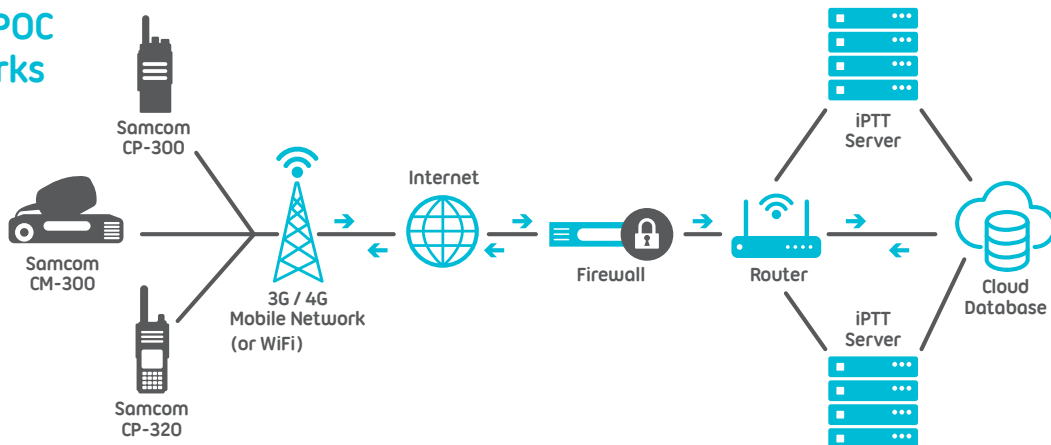 POC
rks
Samcom
CP-300
Samcom
CM-300
Samcom
CP-320
3G / 4G
Mobile Network
(or WiFi)
Internet
Firewall
Router
iPTT
Server
iPTT
Server
Cloud
Database